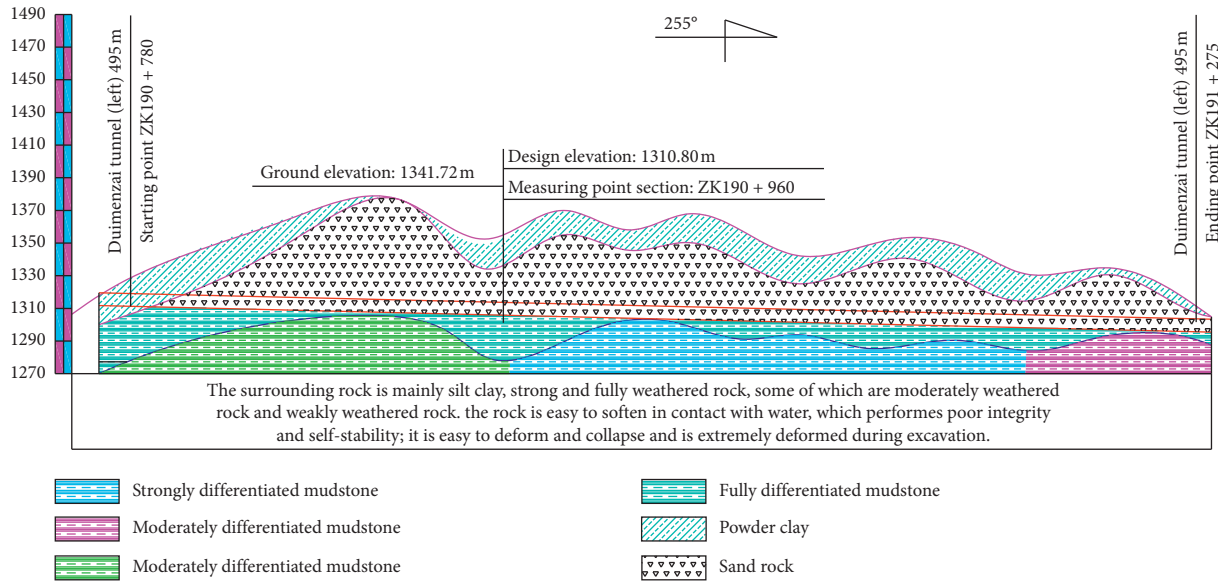 1490
1470
1450
1430
1410
1390
1370
1350
1330
1310
1290
1270
Duimenzai tunnel (left) 495 m
Starting point ZK190 + 780
255°
Ground elevation: 1341.72 m
Design elevation: 1310.80 m
Measuring point section: ZK190 + 960
Duimenzai tunnel (left) 495 m
Ending point ZK191 + 275
The surrounding rock is mainly silt clay, strong and fully weathered rock, some of which are moderately weathered
rock and weakly weathered rock. the rock is easy to soften in contact with water, which performes poor integrity
and self-stability; it is easy to deform and collapse and is extremely deformed during excavation.
Strongly differentiated mudstone
Moderately differentiated mudstone
Moderately differentiated mudstone
Fully differentiated mudstone
Powder clay
Sand rock